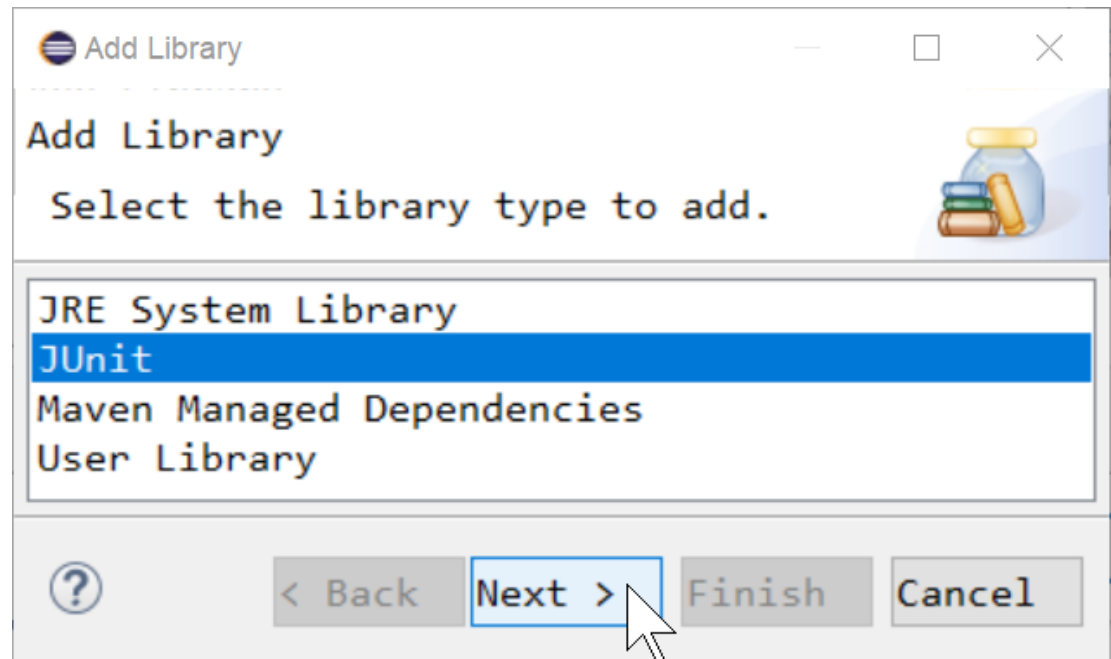 Add Library
Add Library
Select the library type to add.
JRE System Library
JUnit
Maven Managed Dependencies
User Library
? < Back Next > Finish Cancel